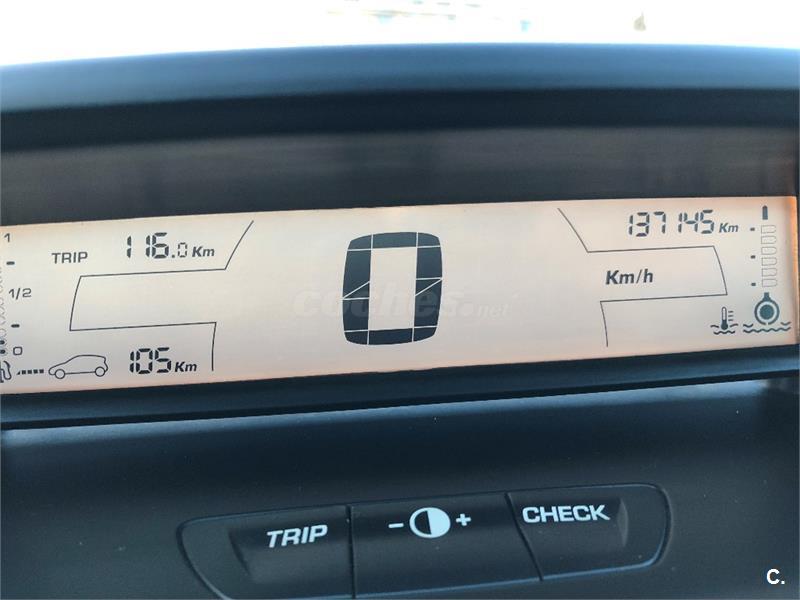 1
TRIP 116.0 Km
137145 Km
1/2
Km/h
0
coches.net
0
105 Km
TRIP
- +
CHECK
C.